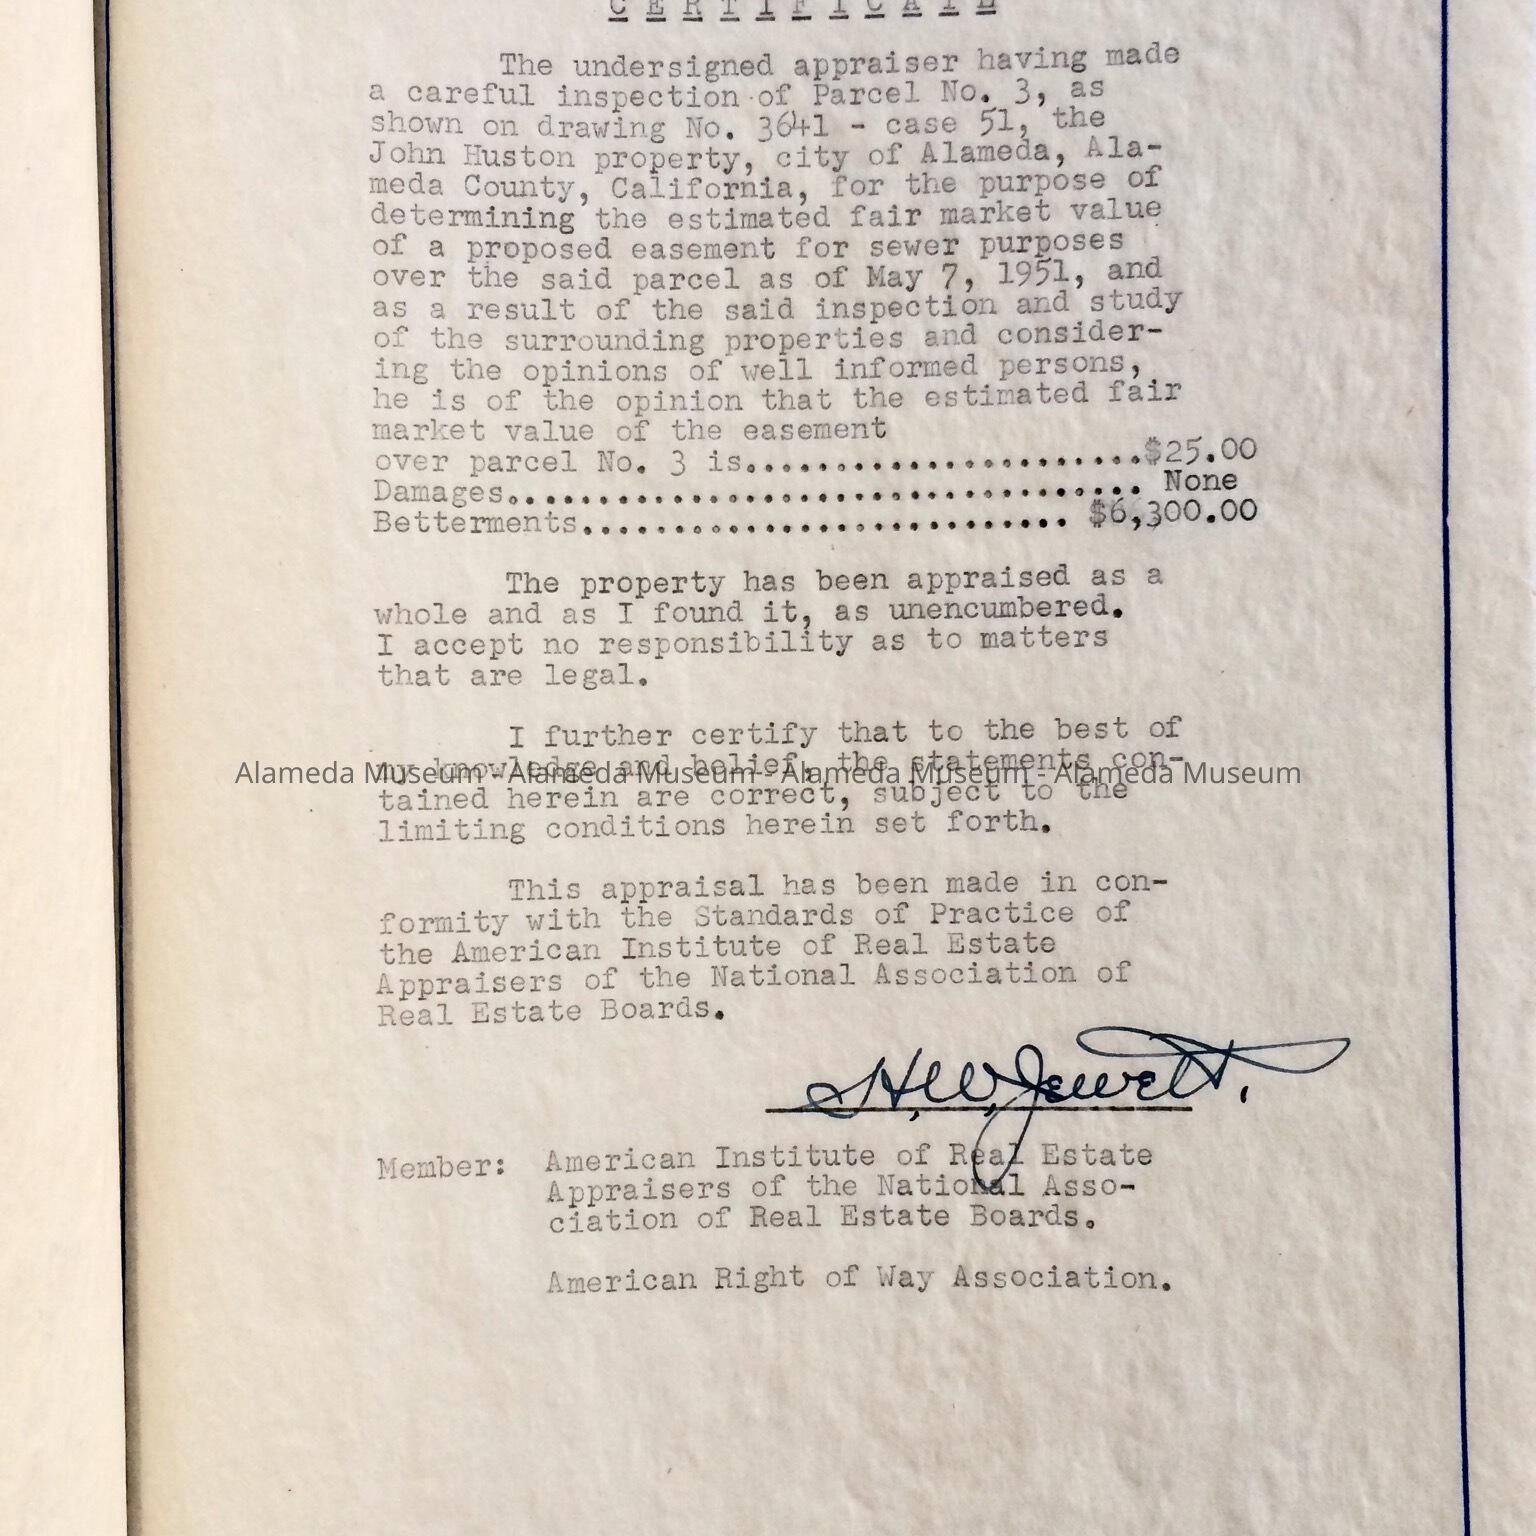 CERTIFICATE
The undersigned appraiser having made
a careful inspection of Parcel No. 3, as
shown on drawing No. 3641 - case 51, the
John Huston property, city of Alameda, Ala-
meda County, California, for the purpose of
determining the estimated fair market value
of a proposed easement for sewer purposes
over the said parcel as of May 7, 1951, and
as a result of the said inspection and study
of the surrounding properties and consider-
ing the opinions of well informed persons,
he is of the opinion that the estimated fair
market value of the easement
over parcel No. 3 is......................$25.00
Damages................................... None
Betterments........................... $6,300.00
The property has been appraised as a
whole and as I found it, as unencumbered.
I accept no responsibility as to matters
that are legal.
I further certify that to the best of
my knowledge and belief, the statements con-
Alameda Museum - Alameda Museum - Alameda Museum - Alameda Museum
tained herein are correct, subject to the
limiting conditions herein set forth.
This appraisal has been made in con-
formity with the Standards of Practice of
the American Institute of Real Estate
Appraisers of the National Association of
Real Estate Boards.
H.W. Jewett.
Member: American Institute of Real Estate
Appraisers of the National Asso-
ciation of Real Estate Boards.
American Right of Way Association.